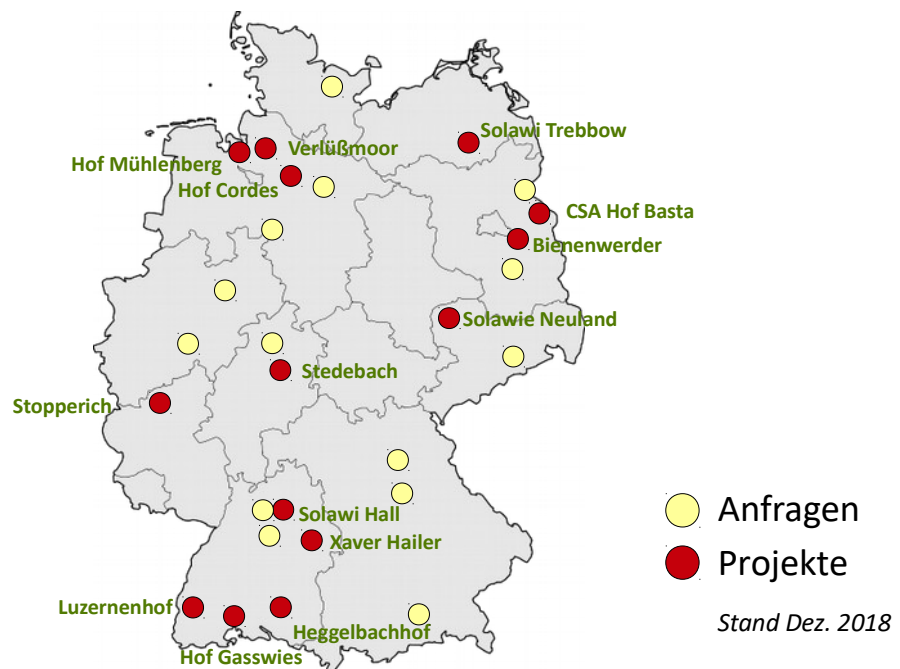 Solawi Trebbow
Verlüßmoor
Hof Mühlenberg
Hof Cordes
CSA Hof Basta
Bienenwerder
Solawie Neuland
Stedebach
Stopperich
Solawi Hall
Xaver Hailer
Luzernenhof
Heggelbachhof
Hof Gasswies
Anfragen
Projekte
Stand Dez. 2018